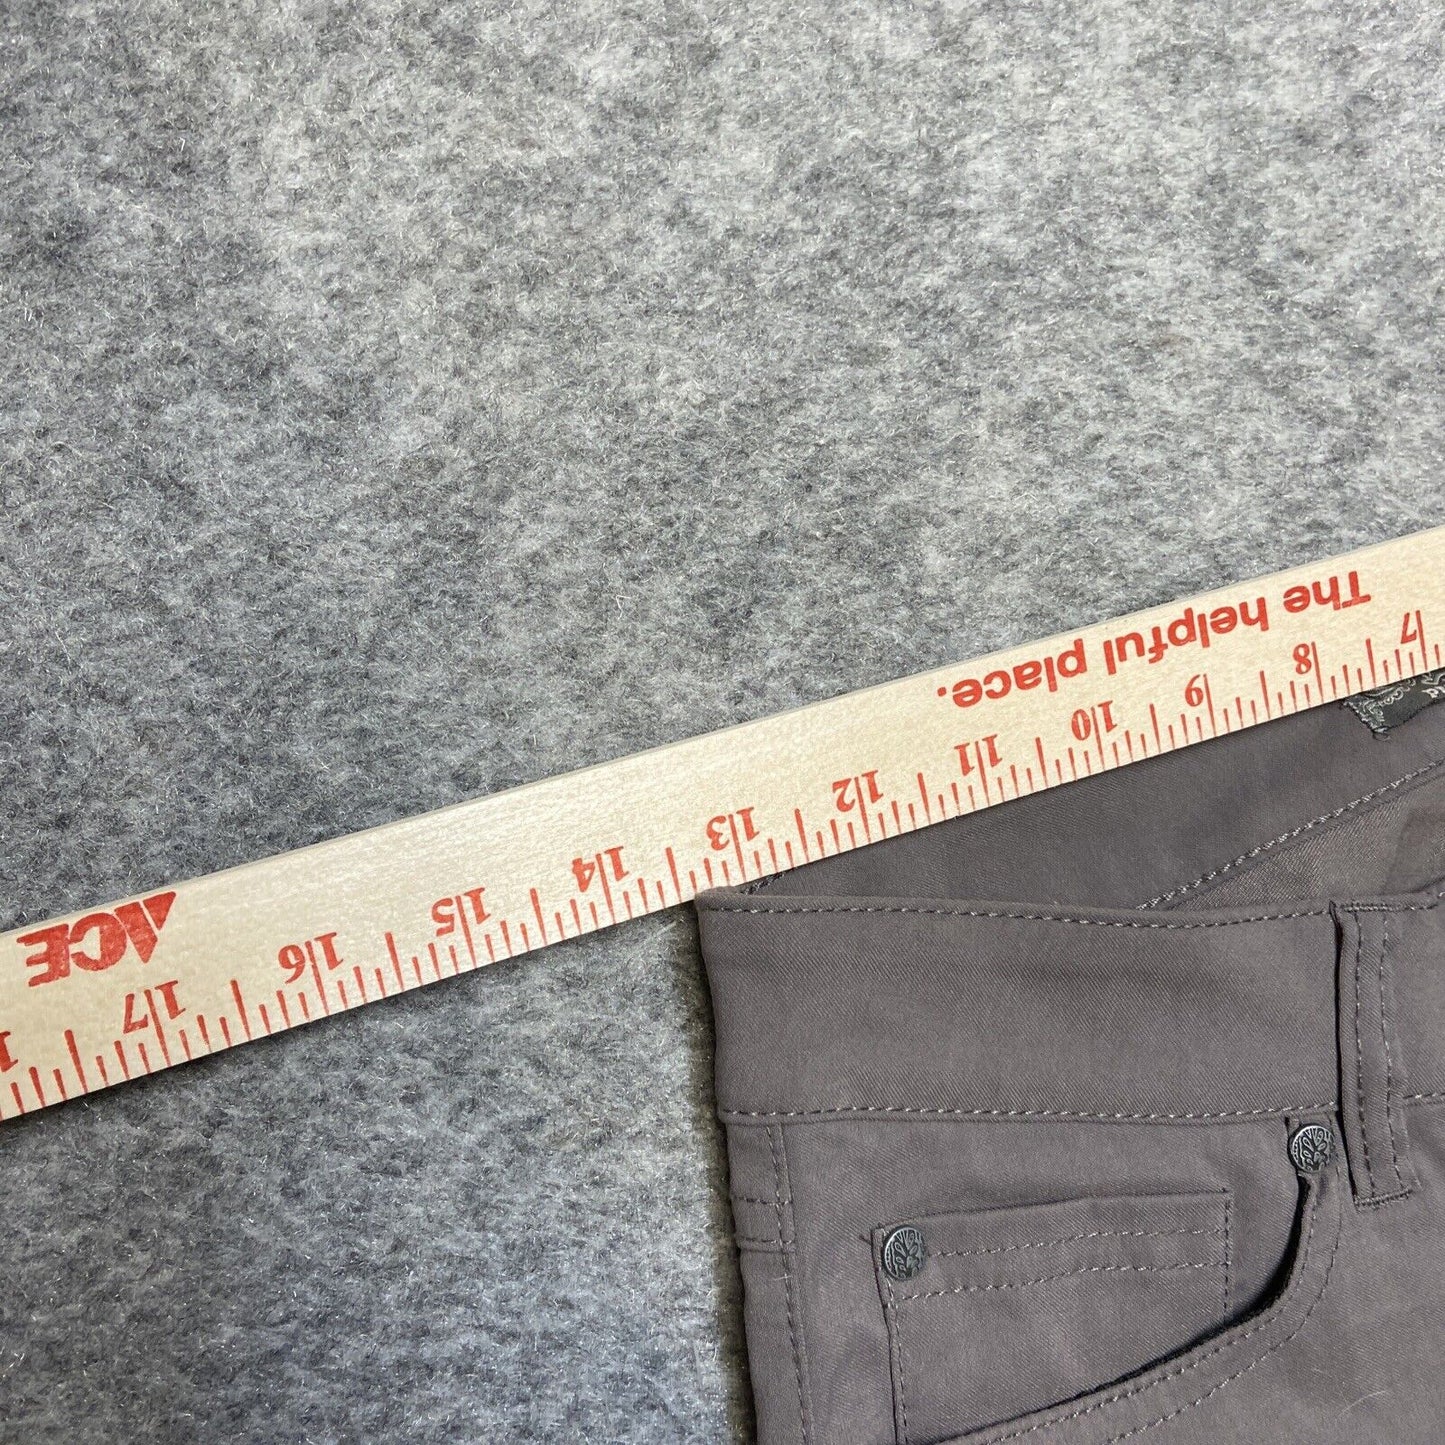 The helpful place.
ACE
7 8 9 10 11 12 13 14 15 16 17